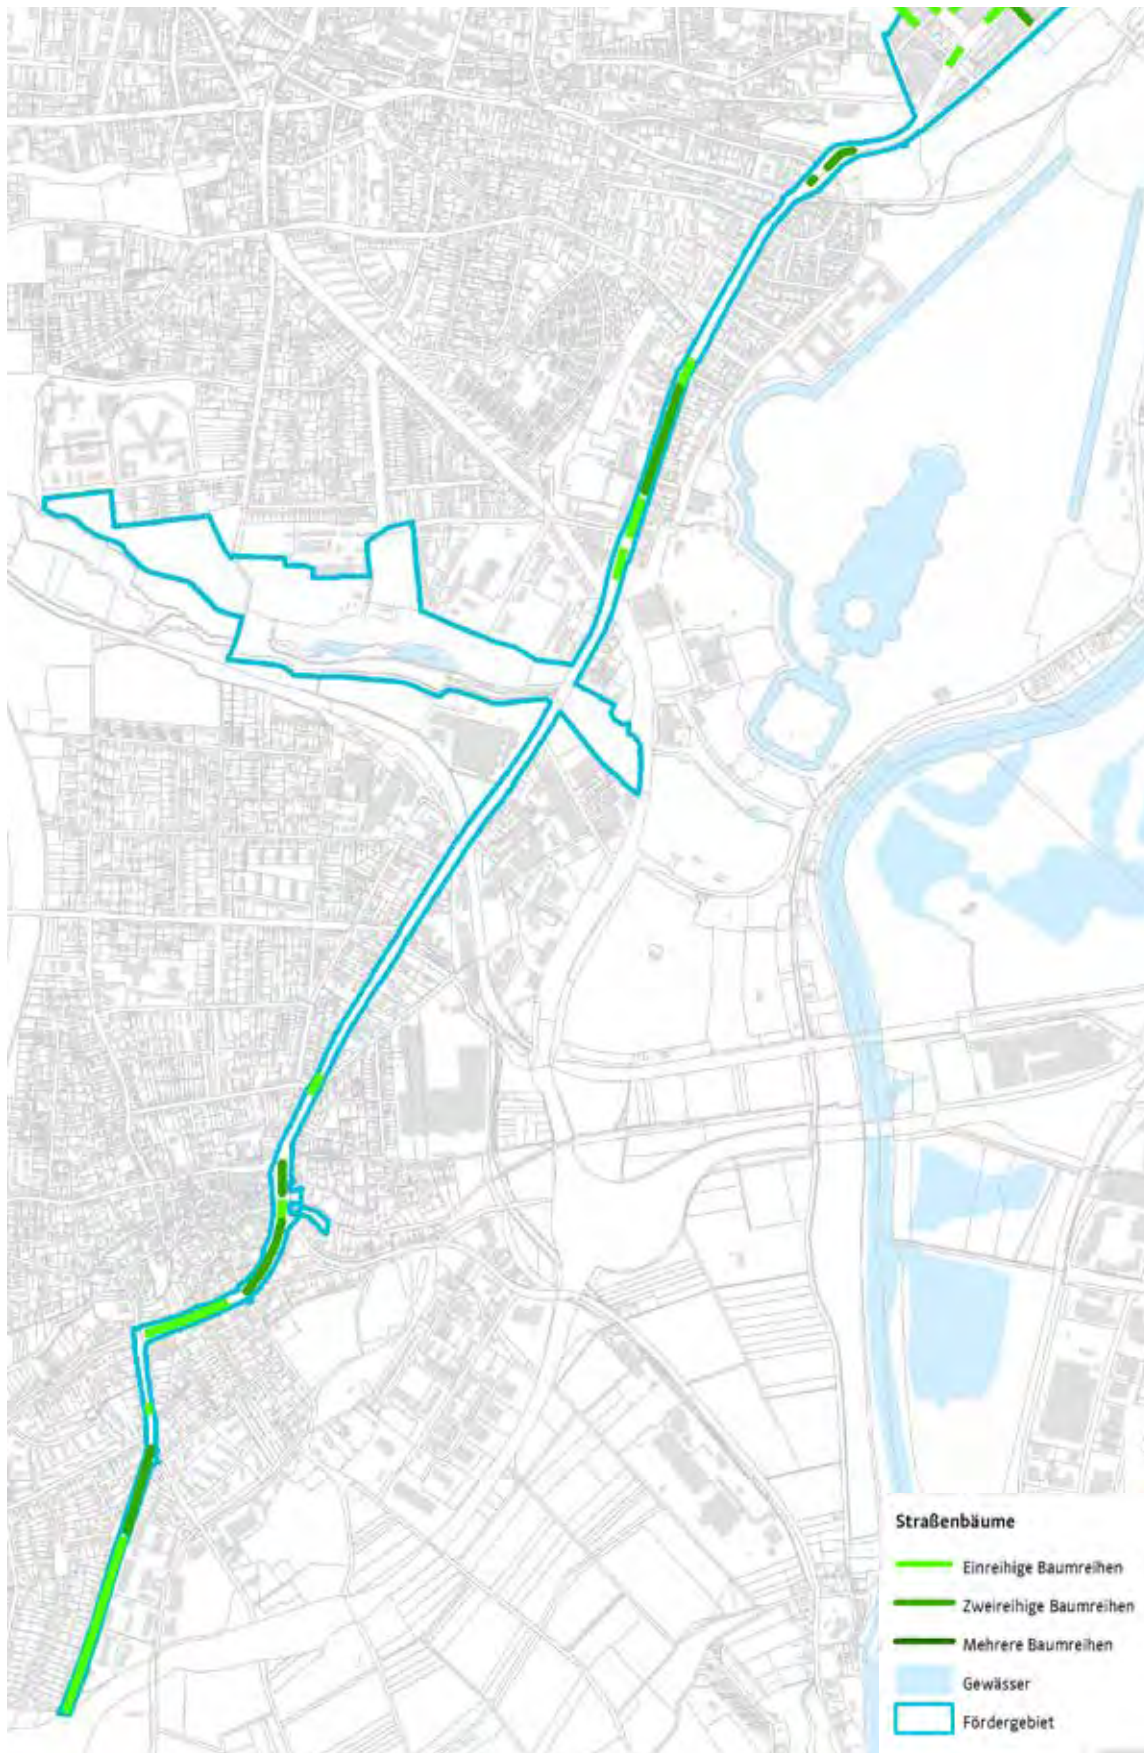 Straßenbäume
Einreihige Baumreihen
Zweireihige Baumreihen
Mehrere Baumreihen
Gewässer
Fördergebiet